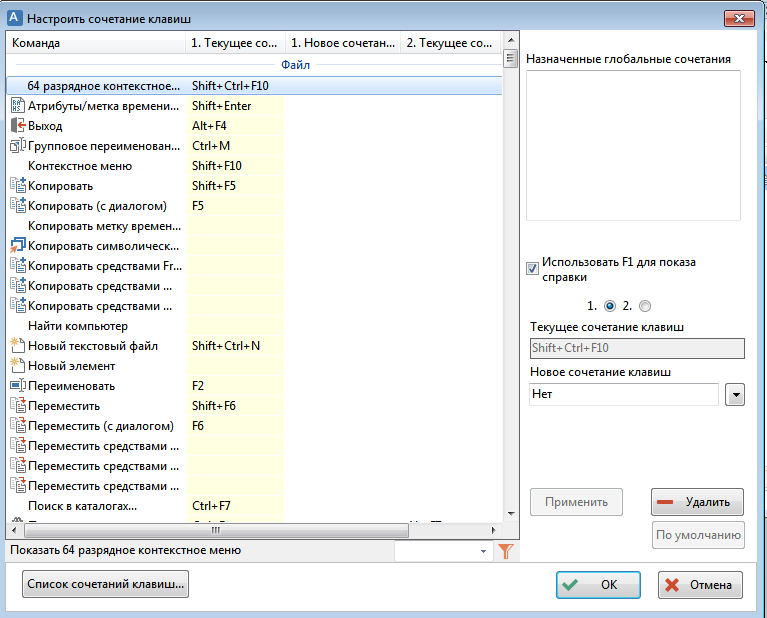 Настроить сочетание клавиш
Команда 1. Текущее со... 1. Новое сочетан... 2. Текущее со...
Файл
64 разрядное контекстное... Shift+Ctrl+F10
Атрибуты/метка времени... Shift+Enter
Выход Alt+F4
Групповое переименован... Ctrl+M
Контекстное меню Shift+F10
Копировать Shift+F5
Копировать (с диалогом) F5
Копировать метку времен...
Копировать символическ...
Копировать средствами Fr...
Копировать средствами ...
Копировать средствами ...
Найти компьютер
Новый текстовый файл Shift+Ctrl+N
Новый элемент
Переименовать F2
Переместить Shift+F6
Переместить (с диалогом) F6
Переместить средствами ...
Переместить средствами ...
Переместить средствами ...
Поиск в каталогах... Ctrl+F7
Показать 64 разрядное контекстное меню
Список сочетаний клавиш...
Назначенные глобальные сочетания
Использовать F1 для показа
справки
1. 2.
Текущее сочетание клавиш
Shift+Ctrl+F10
Новое сочетание клавиш
Нет
Применить Удалить
По умолчанию
OK Отмена